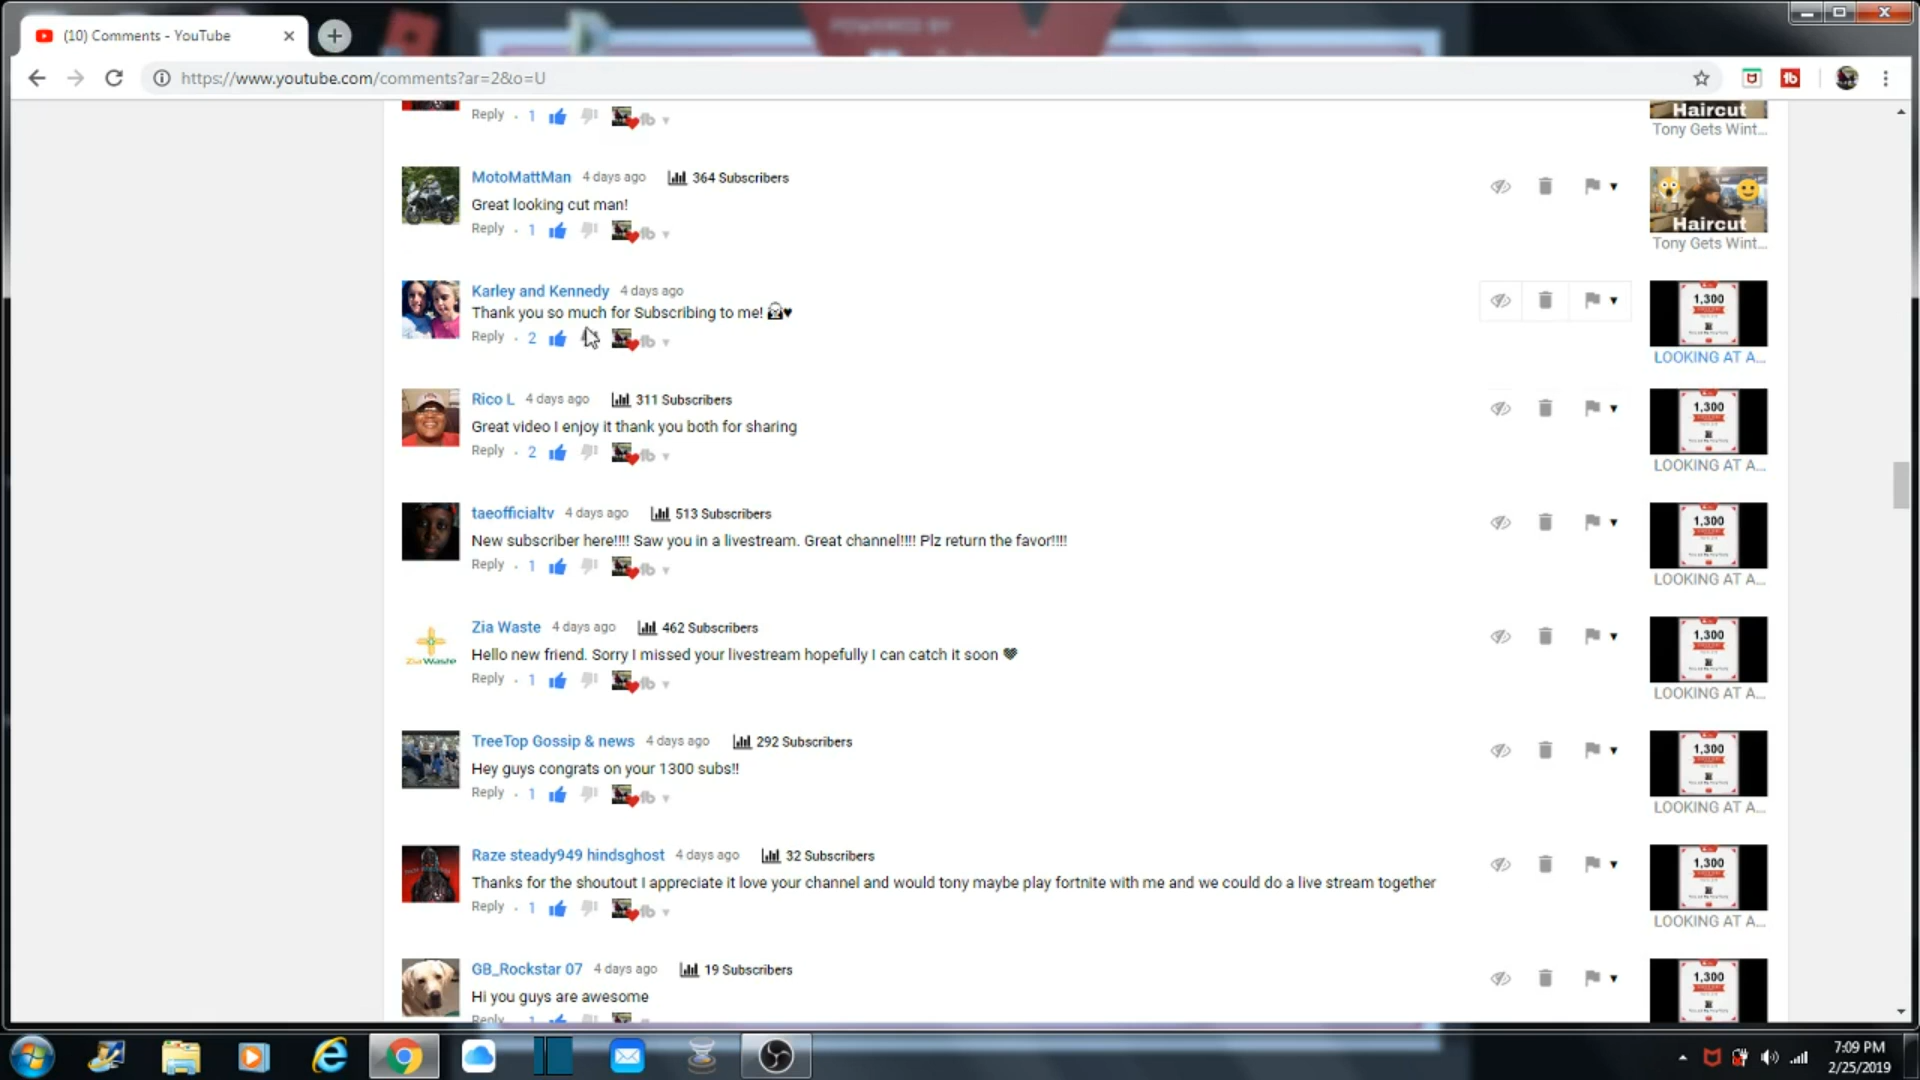 POWERED BY
(10) Comments - YouTube
https://www.youtube.com/comments?ar=2&o=U
Reply · 1
Haircut
Tony Gets Wint...
MotoMattMan 4 days ago 364 Subscribers
Great looking cut man!
Reply · 1
Haircut
Tony Gets Wint...
Karley and Kennedy 4 days ago
Thank you so much for Subscribing to me!
Reply · 2
1,300
LOOKING AT A...
Rico L 4 days ago 311 Subscribers
Great video I enjoy it thank you both for sharing
Reply · 2
1,300
LOOKING AT A...
taeofficialtv 4 days ago 513 Subscribers
New subscriber here!!!! Saw you in a livestream. Great channel!!!! Plz return the favor!!!!
Reply · 1
1,300
LOOKING AT A...
Zia Waste 4 days ago 462 Subscribers
Hello new friend. Sorry I missed your livestream hopefully I can catch it soon
Reply · 1
ZiaWaste
1,300
LOOKING AT A...
TreeTop Gossip & news 4 days ago 292 Subscribers
Hey guys congrats on your 1300 subs!!
Reply · 1
1,300
LOOKING AT A...
Raze steady949 hindsghost 4 days ago 32 Subscribers
Thanks for the shoutout I appreciate it love your channel and would tony maybe play fortnite with me and we could do a live stream together
Reply · 1
1,300
LOOKING AT A...
GB_Rockstar 07 4 days ago 19 Subscribers
Hi you guys are awesome
Reply · 1
1,300
7:09 PM
2/25/2019